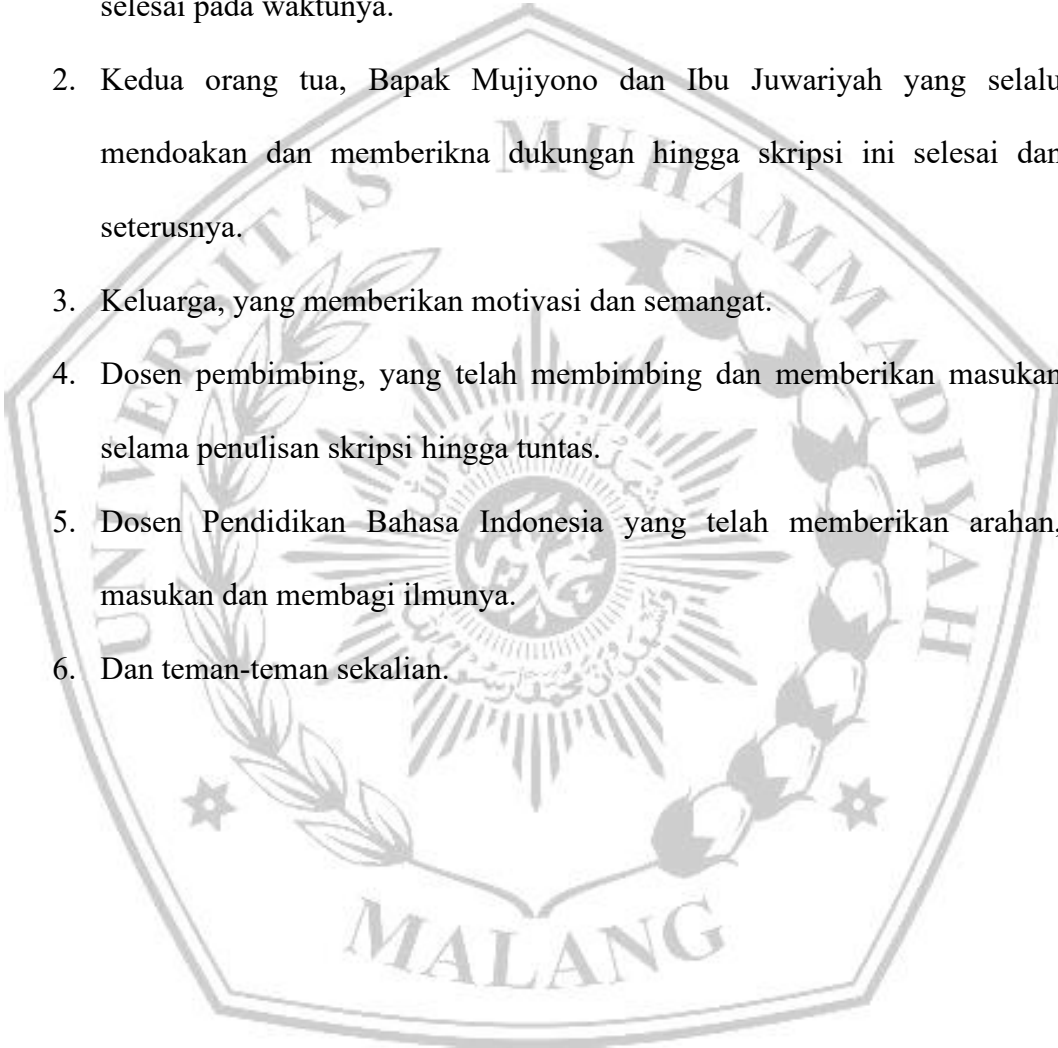 selesai pada waktunya.
2. Kedua orang tua, Bapak Mujiyono dan Ibu Juwariyah yang selalu
mendoakan dan memberikna dukungan hingga skripsi ini selesai dan
seterusnya.
3. Keluarga, yang memberikan motivasi dan semangat.
4. Dosen pembimbing, yang telah membimbing dan memberikan masukan
selama penulisan skripsi hingga tuntas.
5. Dosen Pendidikan Bahasa Indonesia yang telah memberikan arahan,
masukan dan membagi ilmunya.
6. Dan teman-teman sekalian.
UNIVERSITAS MUHAMMADIYAH
MALANG